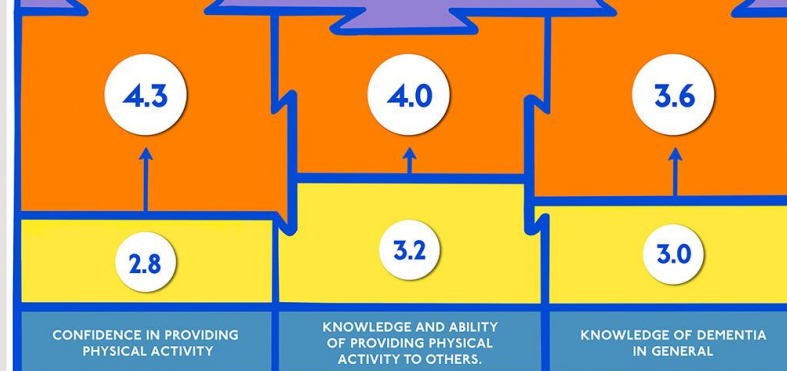 4.3
4.0
3.6
2.8
3.2
3.0
CONFIDENCE IN PROVIDING
PHYSICAL ACTIVITY
KNOWLEDGE AND ABILITY
OF PROVIDING PHYSICAL
ACTIVITY TO OTHERS.
KNOWLEDGE OF DEMENTIA
IN GENERAL